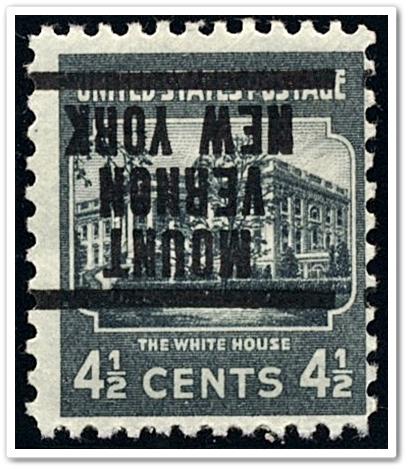 UNITED STATES POSTAGE
MOUNT
VERNON
NEW YORK
THE WHITE HOUSE
4½ CENTS 4½